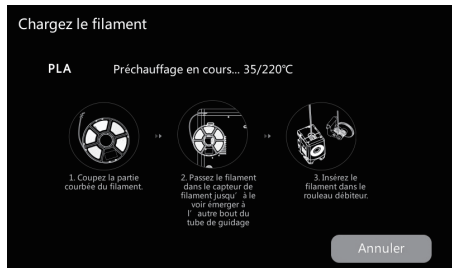 Chargez le filament
PLA Préchauffage en cours... 35/220℃
1. Coupez la partie
courbée du filament.
2. Passez le filament
dans le capteur de
filament jusqu' à le
voir émerger à
l' autre bout du
tube de guidage
3. Insérez le
filament dans le
rouleau débiteur.
Annuler